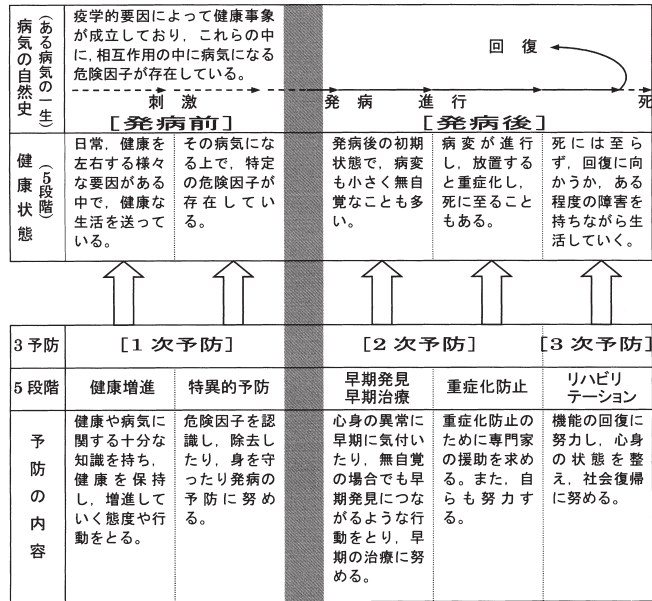 病気の自然史
（ある病気の一生）
疫学的要因によって健康事象
が成立しており，これらの中
に，相互作用の中に病気になる
危険因子が存在している。
回 復
刺 激
発 病
進 行
死
［発病前］
［発病後］
健康状態
（5段階）
日常，健康を
左右する様々
な要因がある
中で，健康な
生活を送って
いる。
その病気にな
る上で，特定
の危険因子が
存在してい
る。
発病後の初期
状態で，病変
も小さく無自
覚なことも多
い。
病変が進行
し，放置する
と重症化し，
死に至ること
もある。
死には至ら
ず，回復に向
かうか，ある
程度の障害を
持ちながら生
活していく。
3予防
［1次予防］
［2次予防］
［3次予防］
5段階
健康増進
特異的予防
早期発見
早期治療
重症化防止
リハビリ
テーション
予防の内容
健康や病気に
関する十分な
知識を持ち，
健康を保持
し，増進して
いく態度や行
動をとる。
危険因子を認
識し，除去し
たり，身を守
ったり発病の
予防に努め
る。
心身の異常に
早期に気付い
たり，無自覚
の場合でも早
期発見につな
がるような行
動をとり，早
期の治療に努
める。
重症化防止の
ために専門家
の援助を求め
る。また，自
らも努力す
る。
機能の回復に
努力し，心身
の状態を整
え，社会復帰
に努める。